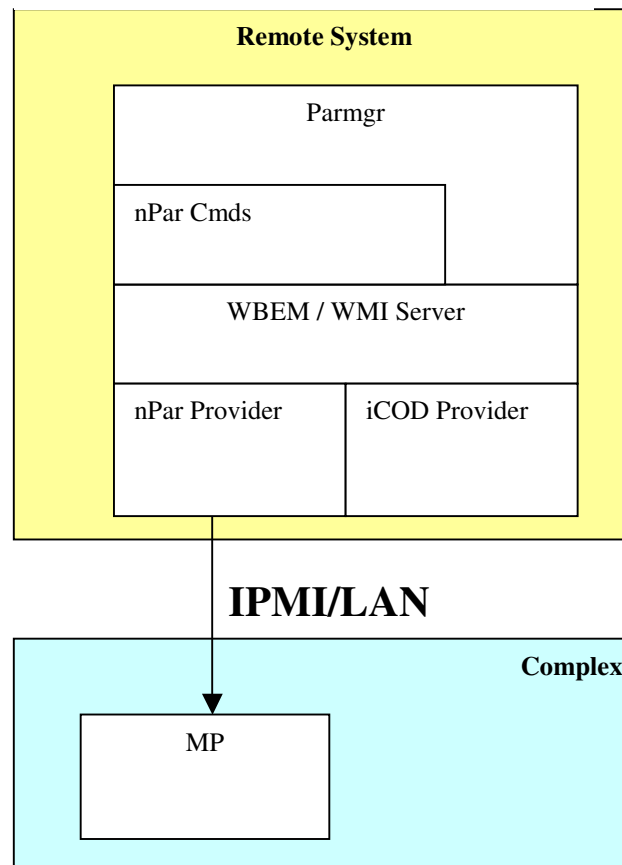 Remote System
Parmgr
nPar Cmds
WBEM / WMI Server
nPar Provider
iCOD Provider
IPMI/LAN
Complex
MP